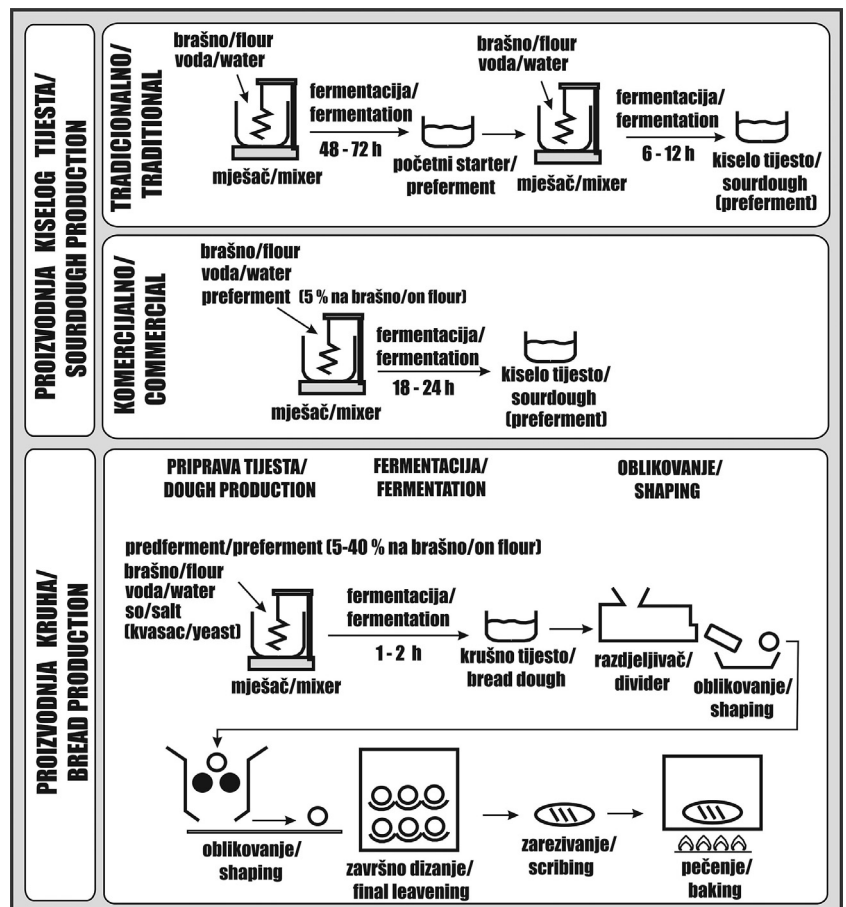 PROIZVODNJA KISELOG TIJESTA/
SOURDOUGH PRODUCTION
TRADICIONALNO/
TRADITIONAL
brašno/flour
voda/water
mješač/mixer
fermentacija/
fermentation
48 - 72 h
početni starter/
preferment
brašno/flour
voda/water
mješač/mixer
fermentacija/
fermentation
6 - 12 h
kiselo tijesto/
sourdough
(preferment)
KOMERCIJALNO/
COMMERCIAL
brašno/flour
voda/water
preferment (5 % na brašno/on flour)
mješač/mixer
fermentacija/
fermentation
18 - 24 h
kiselo tijesto/
sourdough
(preferment)
PROIZVODNJA KRUHA/
BREAD PRODUCTION
PRIPRAVA TIJESTA/
DOUGH PRODUCTION
FERMENTACIJA/
FERMENTATION
OBLIKOVANJE/
SHAPING
predferment/preferment (5-40 % na brašno/on flour)
brašno/flour
voda/water
so/salt
(kvasac/yeast)
mješač/mixer
fermentacija/
fermentation
1 - 2 h
krušno tijesto/
bread dough
razdjeljivač/
divider
oblikovanje/
shaping
oblikovanje/
shaping
završno dizanje/
final leavening
zarezivanje/
scribing
pečenje/
baking